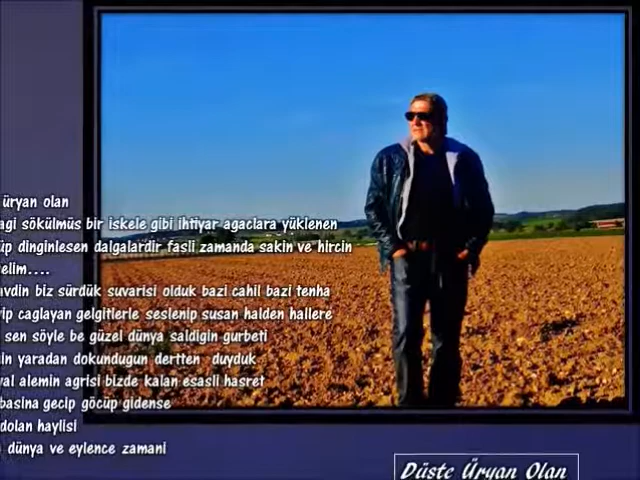 üryan olan
agi sökülmüs bir iskele gibi ihtiyar agaclara yüklenen
üp dinginlesen dalgalardir fasli zamanda sakin ve hircin
elim....
avdin biz sürdük suvarisi olduk bazi cahil bazi tenha
ip caglayan gelgitlerle seslenip susan halden hallere
sen söyle be güzel dünya saldigin gurbeti
in yaradan dokundugun dertten duyduk
al alemin agrisi bizde kalan esasli hasret
basina gecip göcüp gidense
dolan haylisi
dünya ve eylence zamani
Düste Üryan Olan